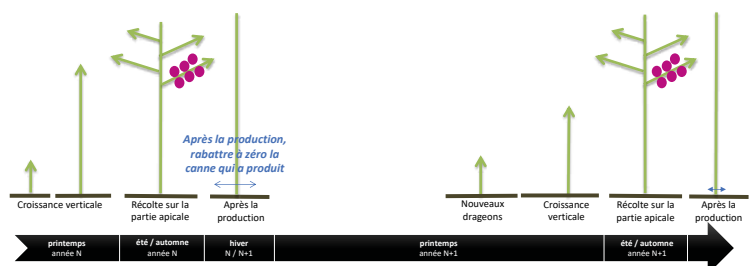 Après la production,
rabattre à zéro la
canne qui a produit
Croissance verticale
Récolte sur la
partie apicale
Après la
production
Nouveaux
drageons
Croissance
verticale
Récolte sur la
partie apicale
Après la
production
printemps
année N
été / automne
année N
hiver
N / N+1
printemps
année N+1
été / automne
année N+1